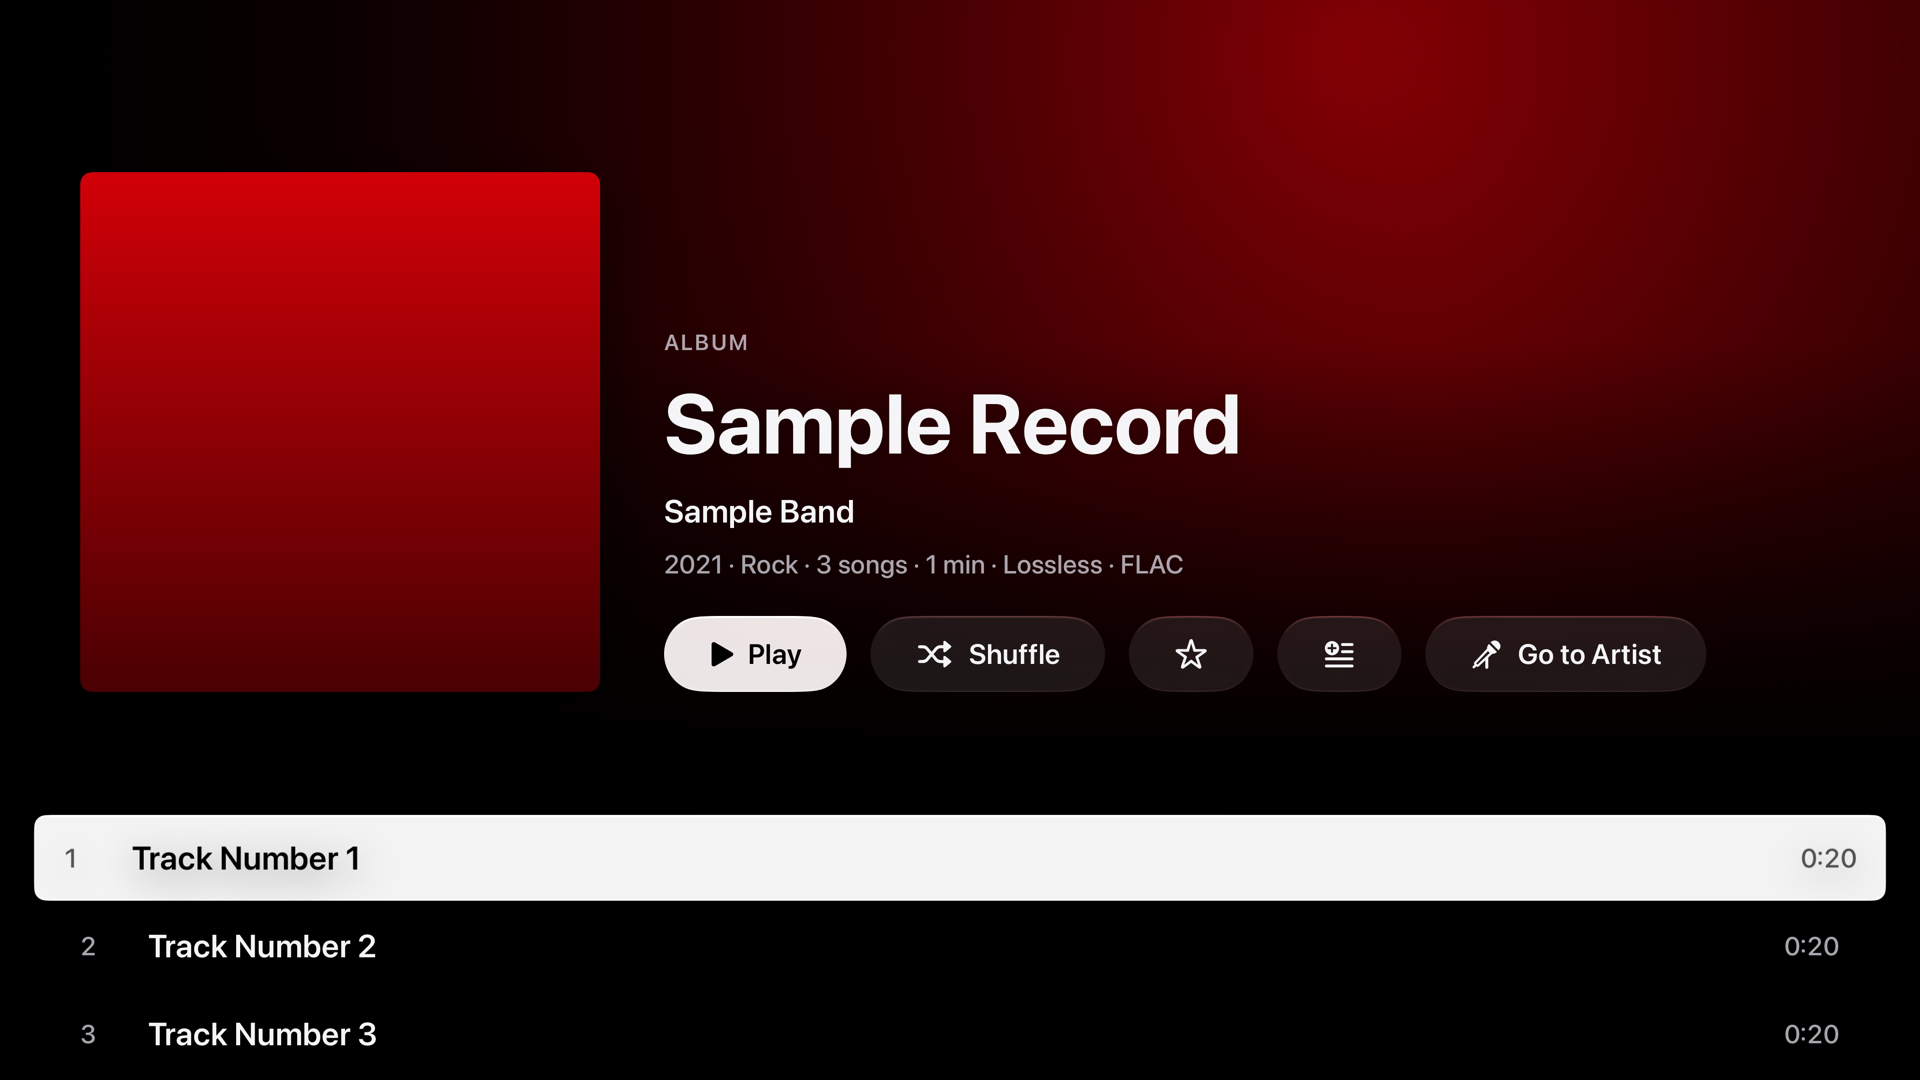 ALBUM
Sample Record
Sample Band
2021 · Rock · 3 songs · 1 min · Lossless · FLAC
Play Shuffle Go to Artist
1 Track Number 1 0:20
2 Track Number 2 0:20
3 Track Number 3 0:20